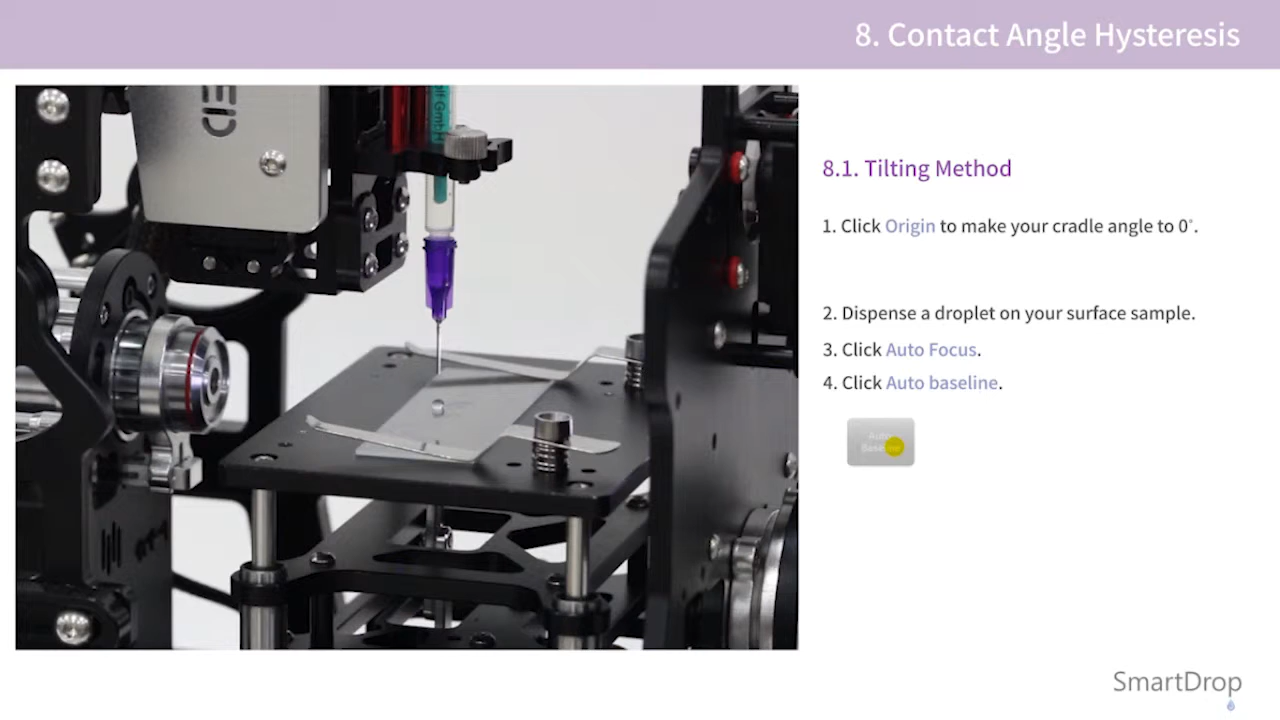 8. Contact Angle Hysteresis
8.1. Tilting Method
1. Click Origin to make your cradle angle to 0°.
2. Dispense a droplet on your surface sample.
3. Click Auto Focus.
4. Click Auto baseline.
SmartDrop